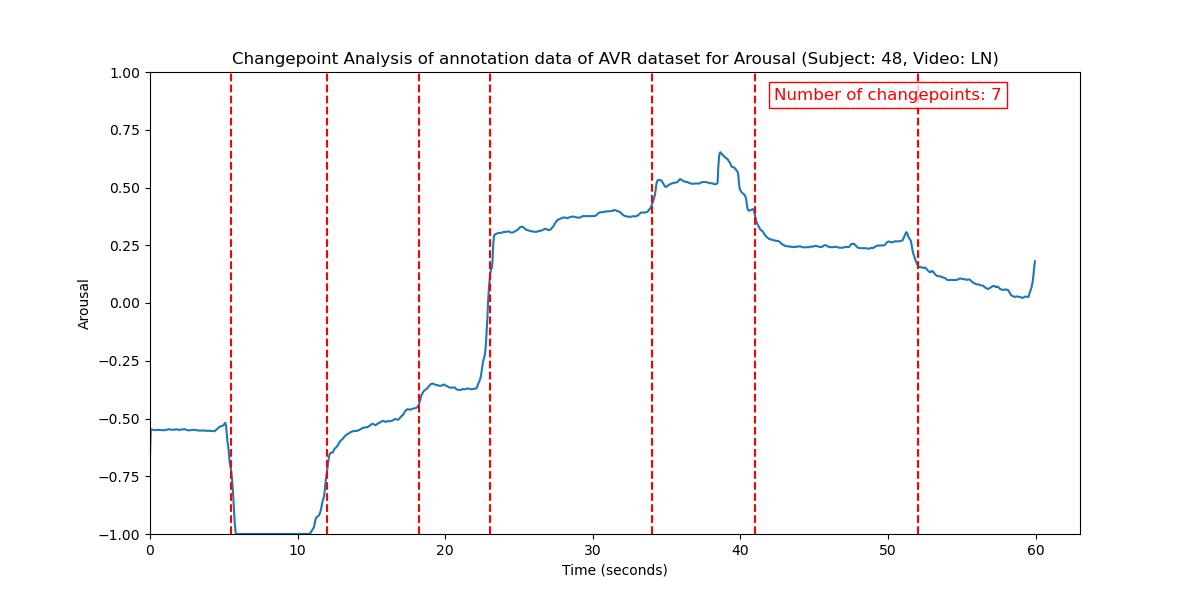 Changepoint Analysis of annotation data of AVR dataset for Arousal (Subject: 48, Video: LN)
Number of changepoints: 7
1.00
0.75
0.50
0.25
0.00
−0.25
−0.50
−0.75
−1.00
Arousal
0 10 20 30 40 50 60
Time (seconds)